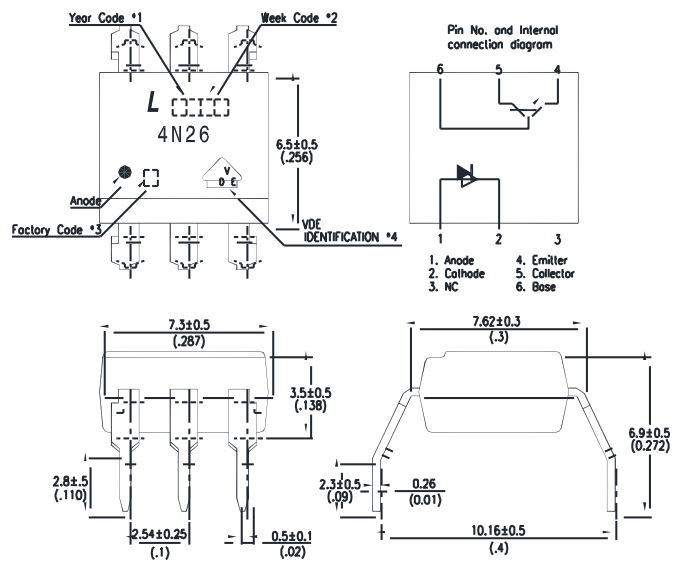 Year Code *1
Week Code *2
L
4N26
Anode
Factory Code *3
V
D E
VDE
IDENTIFICATION *4
6.5±0.5
(.256)
Pin No. and Internal
connection diagram
6 5 4
1 2 3
1. Anode 4. Emitter
2. Cathode 5. Collector
3. NC 6. Base
7.3±0.5
(.287)
3.5±0.5
(.138)
2.8±.5
(.110)
2.54±0.25
(.1)
0.5±0.1
(.02)
7.62±0.3
(.3)
6.9±0.5
(0.272)
2.3±0.5
(.09)
0.26
(0.01)
10.16±0.5
(.4)